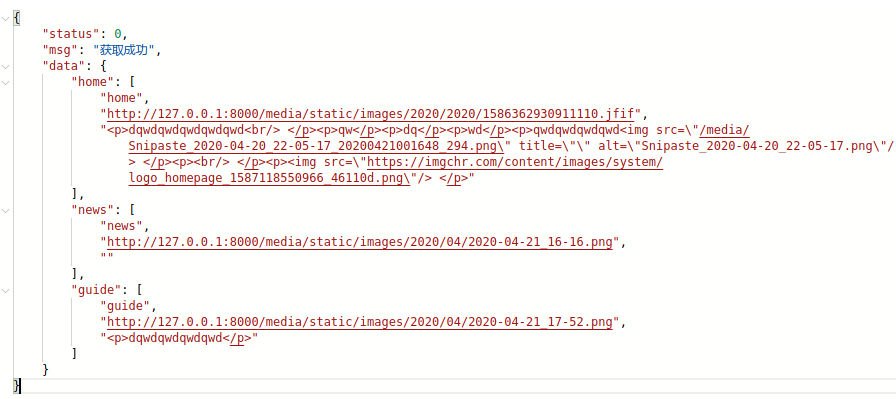 {
"status": 0,
"msg": "获取成功",
"data": {
"home": [
"home",
"http://127.0.0.1:8000/media/static/images/2020/2020/1586362930911110.jfif",
"<p>dqwdqwdqwdqwdqwd<br/> </p><p>qw</p><p>dq</p><p>wd</p><p>qwdqwdqwdqwd<img src=\"/media/
Snipaste_2020-04-20_22-05-17_20200421001648_294.png\" title=\"\" alt=\"Snipaste_2020-04-20_22-05-17.png\"/
> </p><p><br/> </p><p><img src=\"https://imgchr.com/content/images/system/
logo_homepage_1587118550966_46110d.png\"/> </p>"
],
"news": [
"news",
"http://127.0.0.1:8000/media/static/images/2020/04/2020-04-21_16-16.png",
""
],
"guide": [
"guide",
"http://127.0.0.1:8000/media/static/images/2020/04/2020-04-21_17-52.png",
"<p>dqwdqwdqwdqwd</p>"
]
}
}